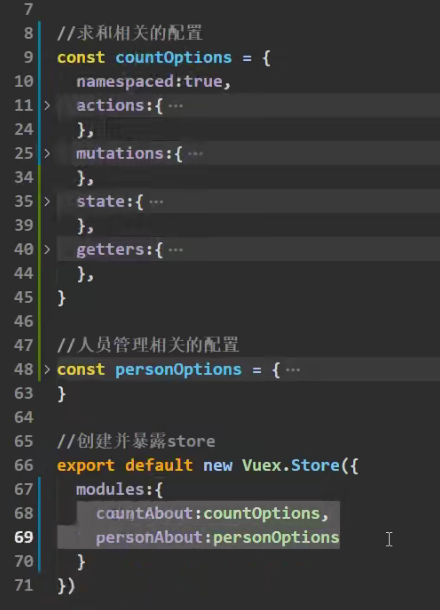 7
8 //求和相关的配置
9 const countOptions = {
10 namespaced:true,
11 > actions:{ ···
24 },
25 > mutations:{ ···
34 },
35 > state:{ ···
39 },
40 > getters:{ ···
44 },
45 }
46
47 //人员管理相关的配置
48 > const personOptions = { ···
63 }
64
65 //创建并暴露store
66 export default new Vuex.Store({
67 modules:{
68 countAbout:countOptions,
69 personAbout:personOptions
70 }
71 })